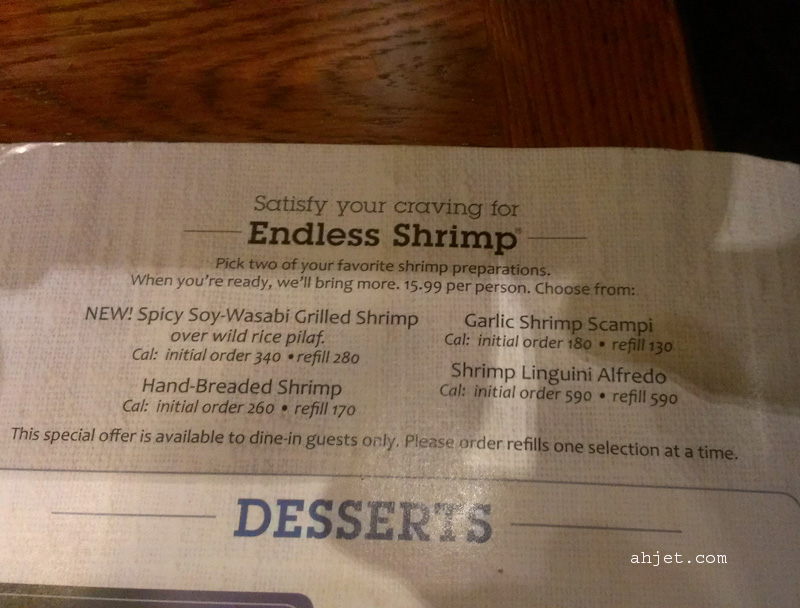 Satisfy your craving for
Endless Shrimp®
Pick two of your favorite shrimp preparations.
When you're ready, we'll bring more. 15.99 per person. Choose from:
NEW! Spicy Soy-Wasabi Grilled Shrimp
over wild rice pilaf.
Cal: initial order 340 • refill 280
Hand-Breaded Shrimp
Cal: initial order 260 • refill 170
Garlic Shrimp Scampi
Cal: initial order 180 • refill 130
Shrimp Linguini Alfredo
Cal: initial order 590 • refill 590
This special offer is available to dine-in guests only. Please order refills one selection at a time.
DESSERTS
ahjet.com